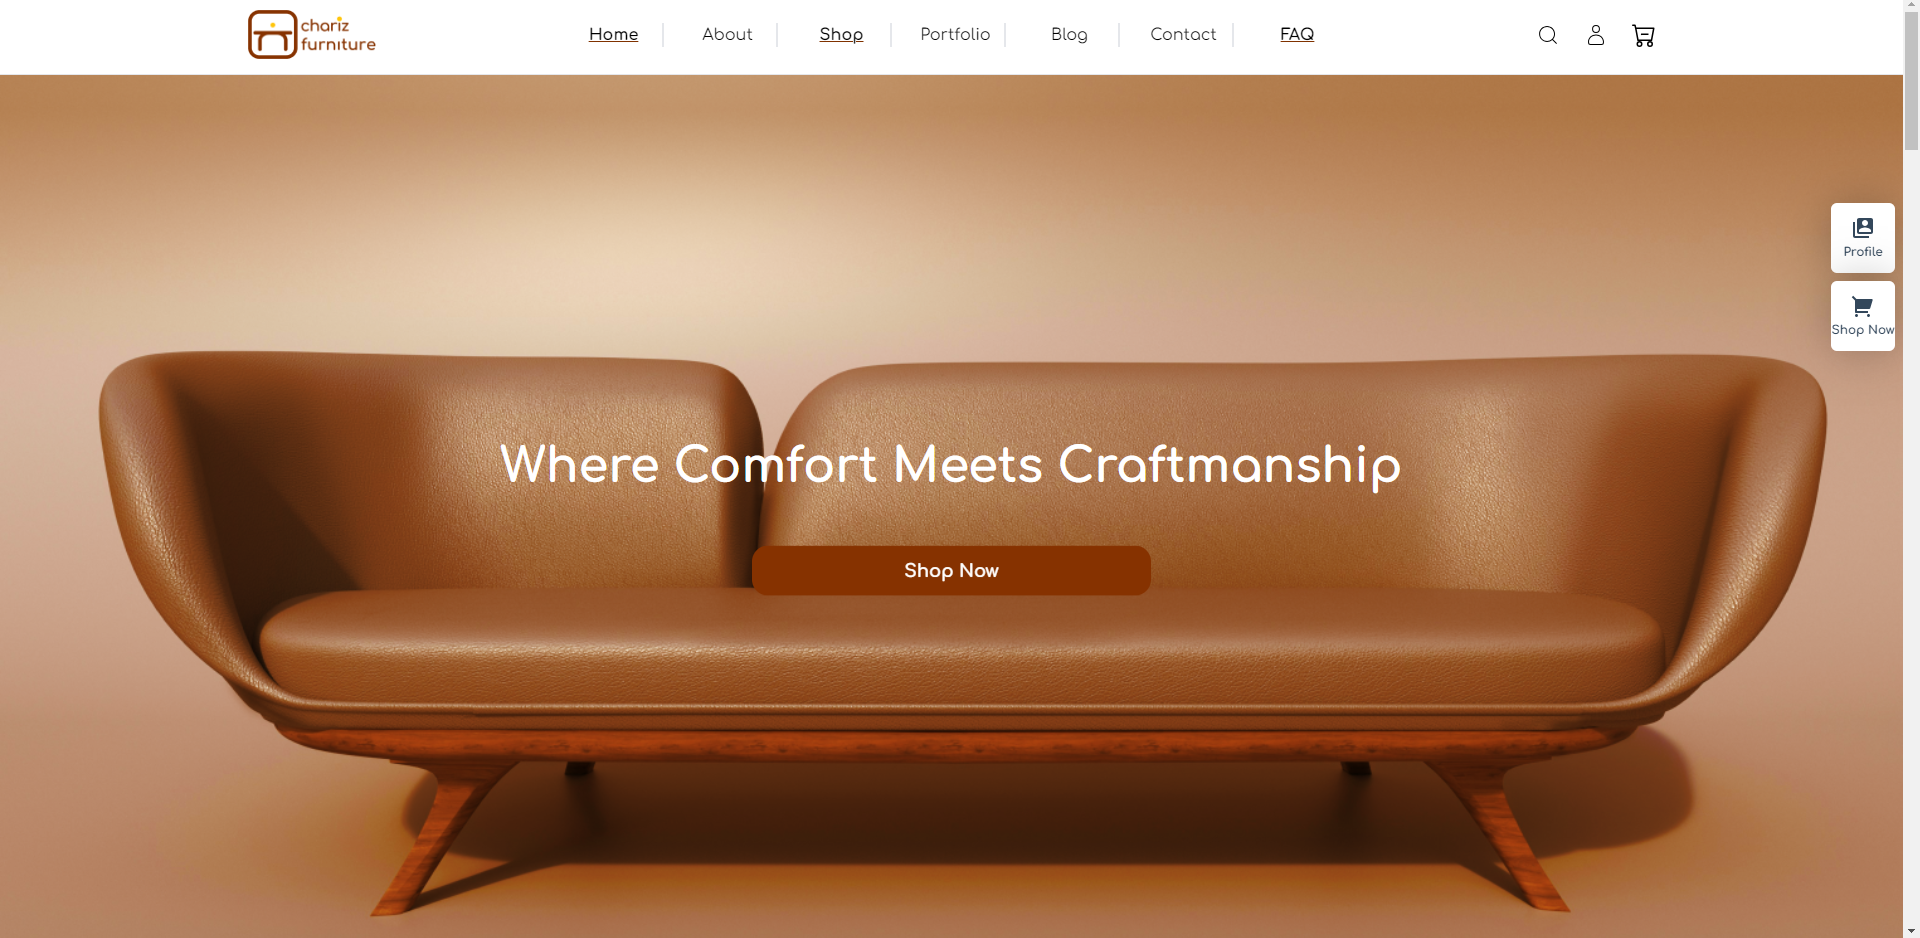 chariz
furniture
Home
About
Shop
Portfolio
Blog
Contact
FAQ
Profile
Shop Now
Where Comfort Meets Craftmanship
Shop Now